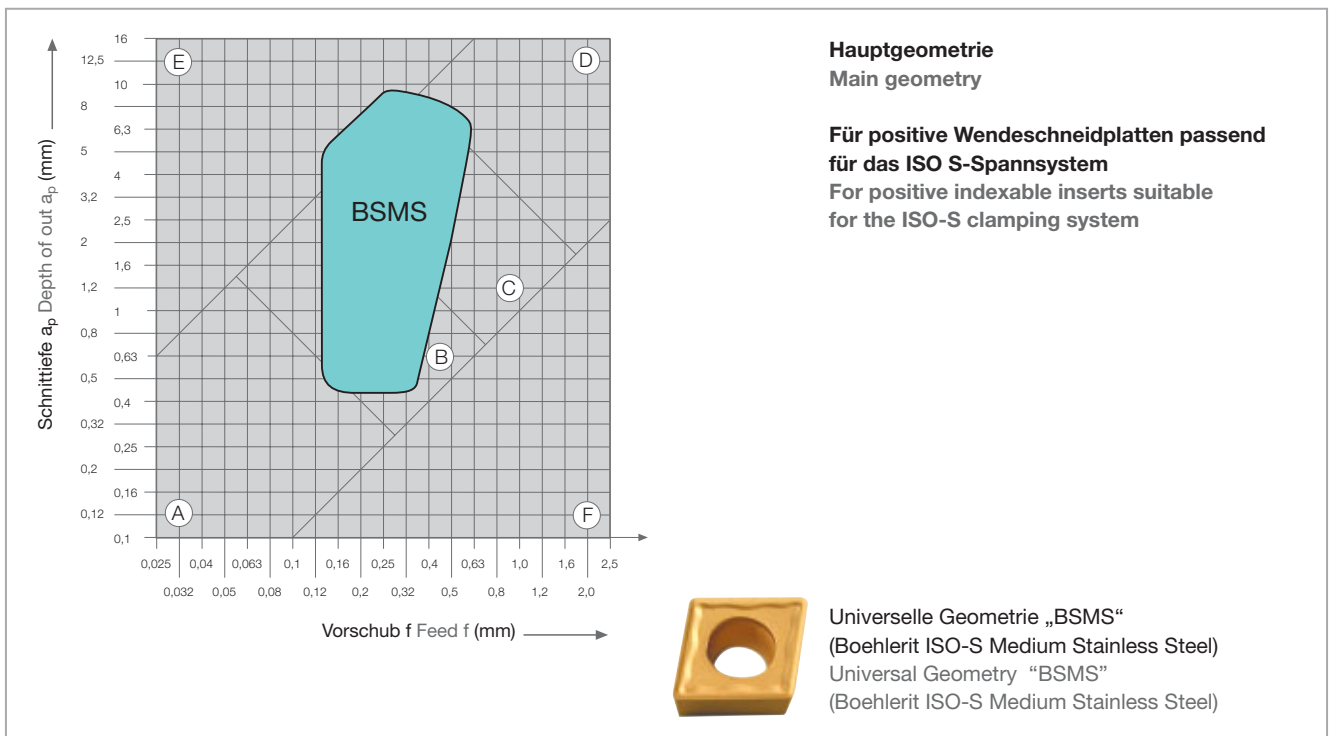 16
12,5
10
8
6,3
5
4
3,2
2,5
2
1,6
1,2
1
0,8
0,63
0,5
0,4
0,32
0,25
0,2
0,16
0,12
0,1
Schnitttiefe aₚ Depth of out aₚ (mm)
E
D
BSMS
C
B
A
F
0,025 0,04 0,063 0,1 0,16 0,25 0,4 0,63 1,0 1,6 2,5
0,032 0,05 0,08 0,12 0,2 0,32 0,5 0,8 1,2 2,0
Vorschub f Feed f (mm)
Hauptgeometrie
Main geometry
Für positive Wendeschneidplatten passend
für das ISO S-Spannsystem
For positive indexable inserts suitable
for the ISO-S clamping system
Universelle Geometrie „BSMS“
(Boehlerit ISO-S Medium Stainless Steel)
Universal Geometry “BSMS”
(Boehlerit ISO-S Medium Stainless Steel)